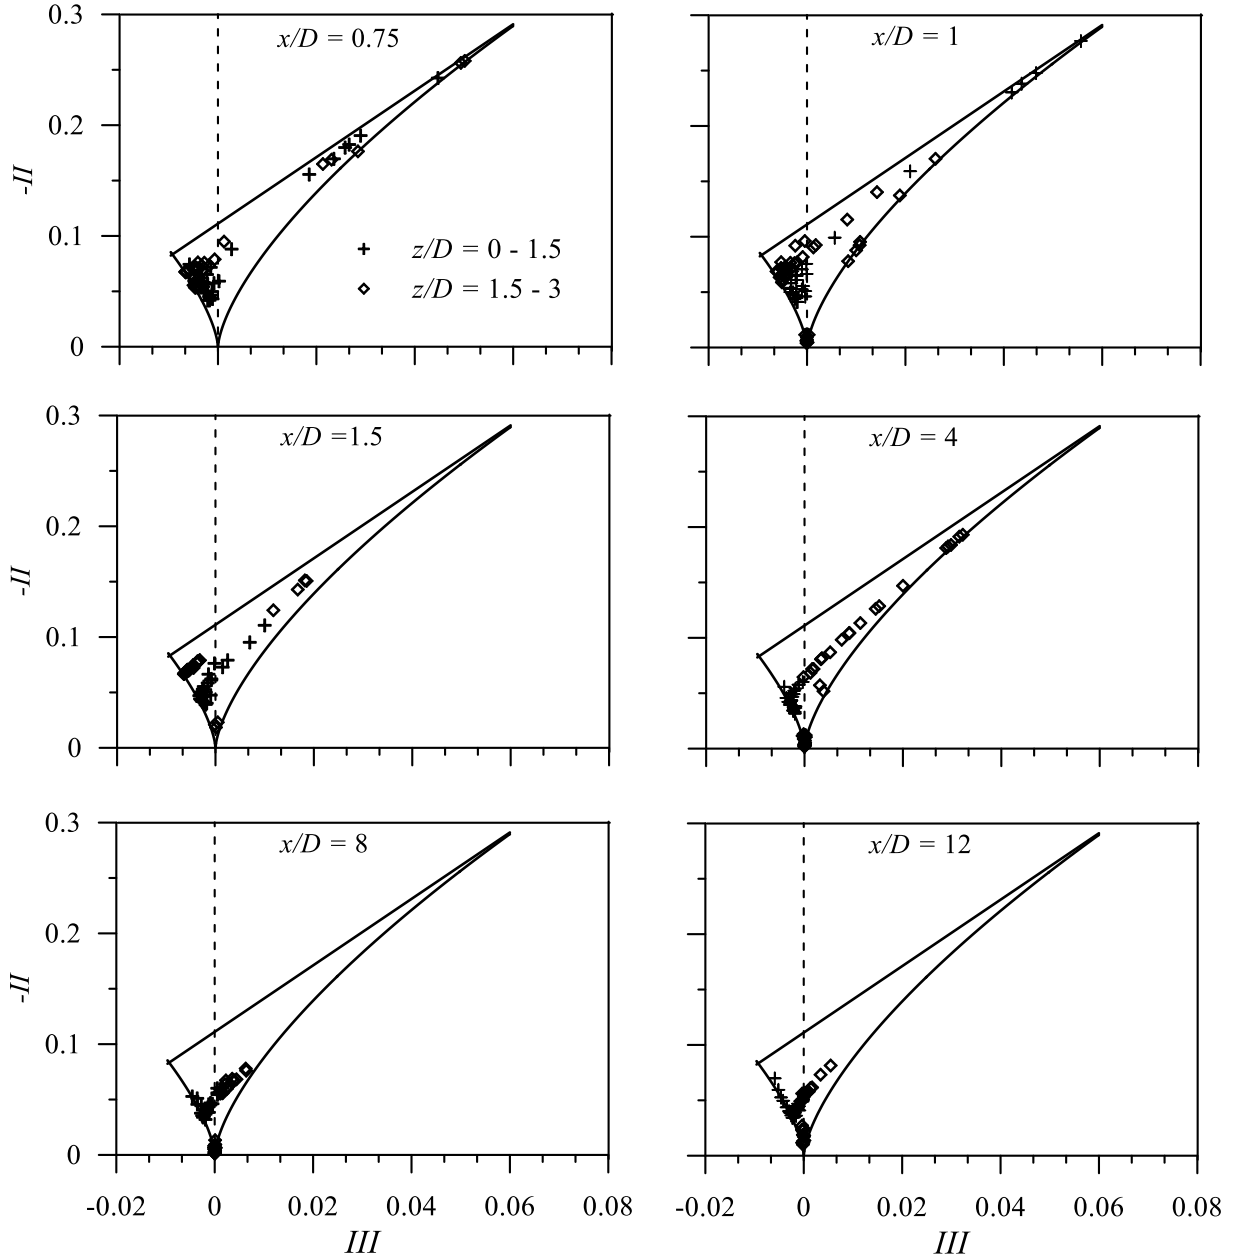 0.3
x/D = 0.75
0.2
-II
0.1
0
+ z/D = 0 - 1.5
◇ z/D = 1.5 - 3
x/D = 1
0.3
x/D =1.5
0.2
-II
0.1
0
x/D = 4
0.3
x/D = 8
0.2
-II
0.1
0
-0.02 0 0.02 0.04 0.06 0.08
III
x/D = 12
-0.02 0 0.02 0.04 0.06 0.08
III